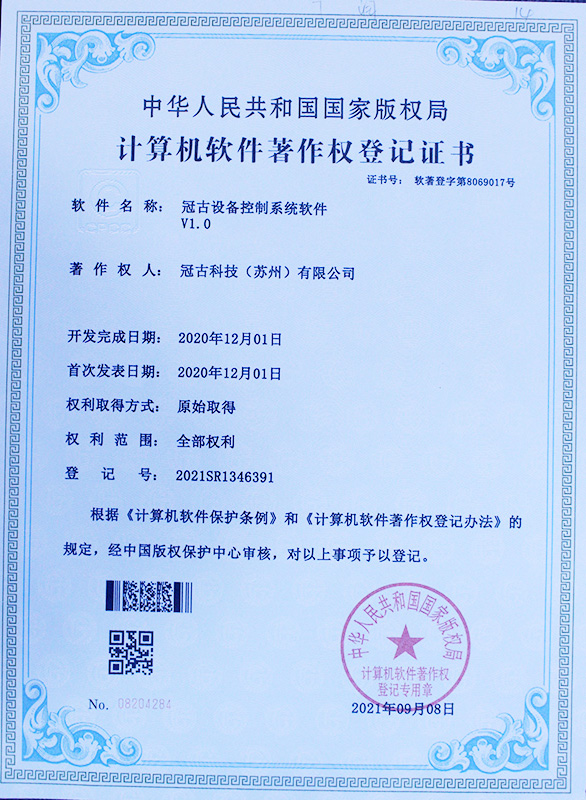 中华人民共和国国家版权局
计算机软件著作权登记证书
证书号： 软著登字第8069017号
软件名称： 冠古设备控制系统软件
V1.0
著作权人： 冠古科技（苏州）有限公司
开发完成日期： 2020年12月01日
首次发表日期： 2020年12月01日
权利取得方式： 原始取得
权利范围： 全部权利
登记号： 2021SR1346391
根据《计算机软件保护条例》和《计算机软件著作权登记办法》的
规定，经中国版权保护中心审核，对以上事项予以登记。
中华人民共和国国家版权局
计算机软件著作权
登记专用章
No. 08204284
2021年09月08日